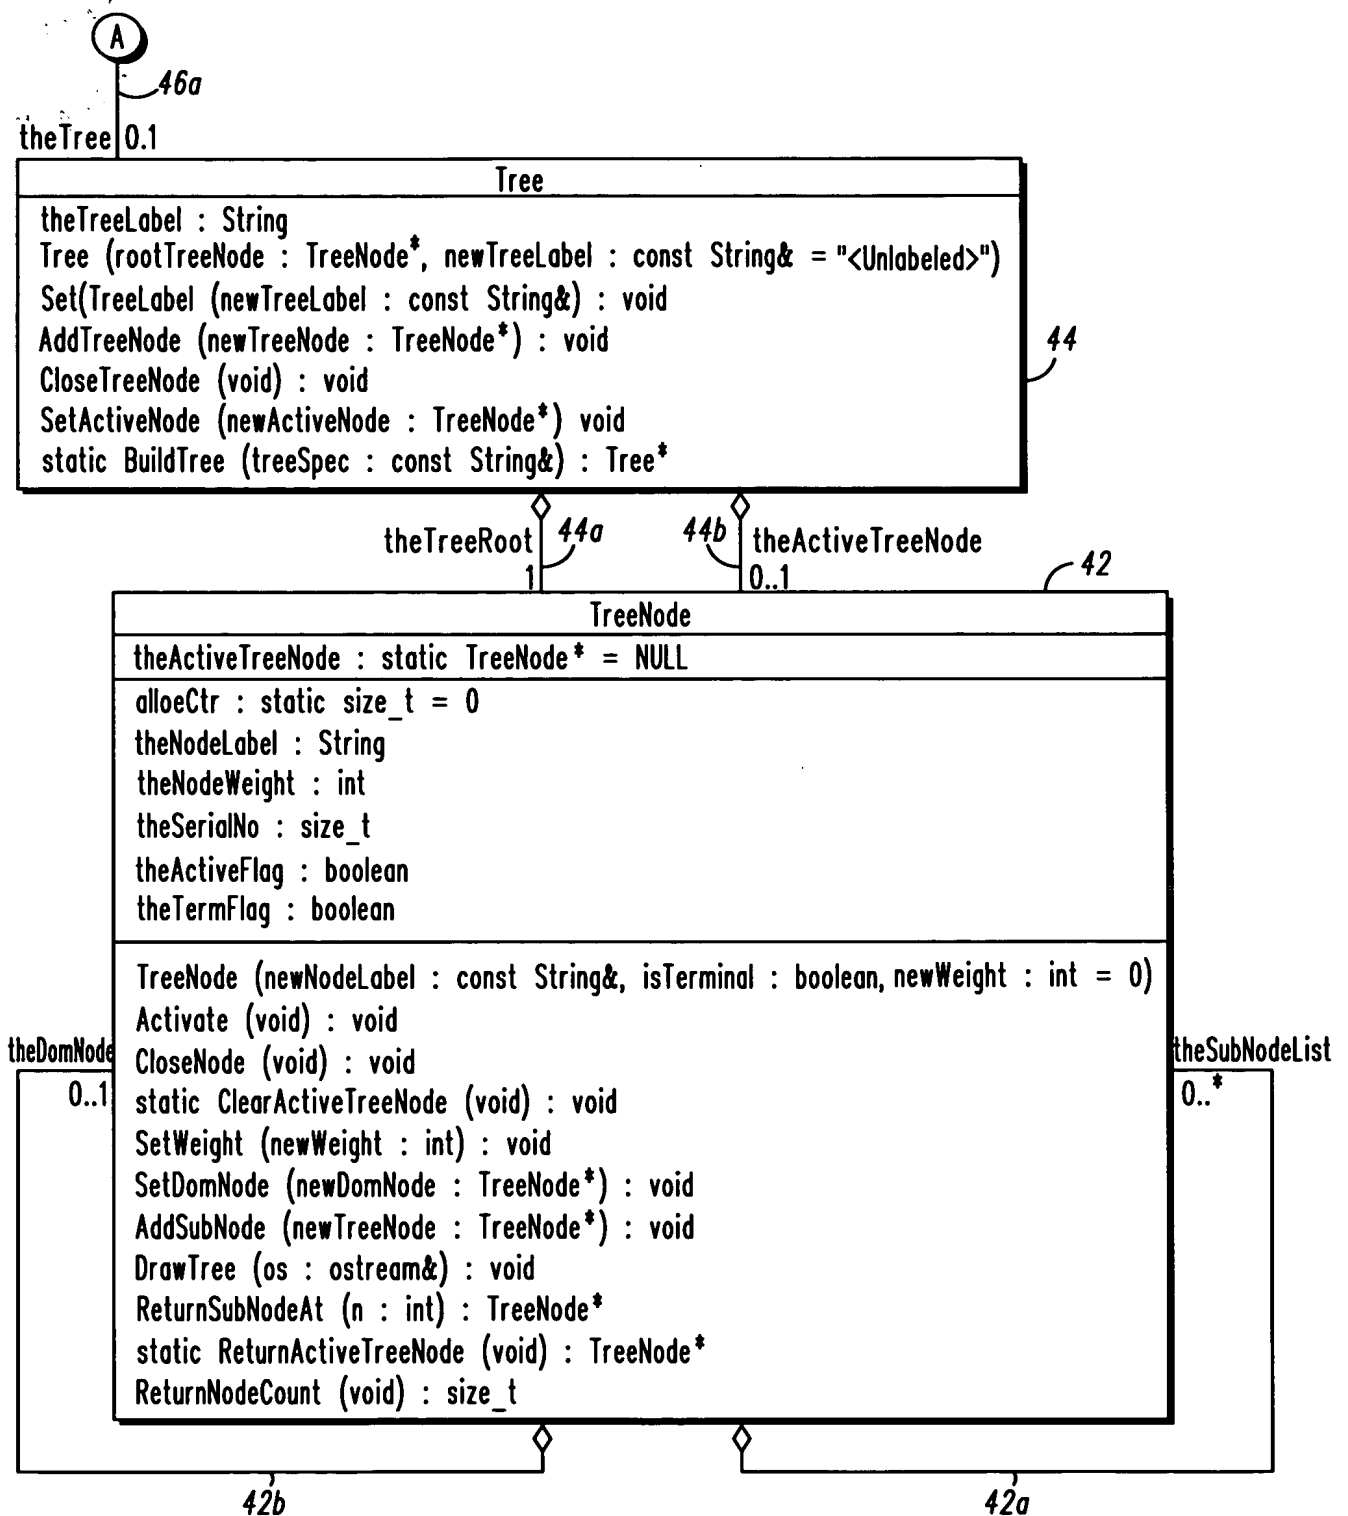 A
46a
theTree 0.1
Tree
theTreeLabel : String
Tree (rootTreeNode : TreeNode*, newTreeLabel : const String& = "<Unlabeled>")
Set(TreeLabel (newTreeLabel : const String&) : void
AddTreeNode (newTreeNode : TreeNode*) : void
CloseTreeNode (void) : void
SetActiveNode (newActiveNode : TreeNode*) void
static BuildTree (treeSpec : const String&) : Tree*
44
theTreeRoot 44a 44b theActiveTreeNode
1 0..1
42
TreeNode
theActiveTreeNode : static TreeNode* = NULL
alloeCtr : static size_t = 0
theNodeLabel : String
theNodeWeight : int
theSerialNo : size_t
theActiveFlag : boolean
theTermFlag : boolean
TreeNode (newNodeLabel : const String&, isTerminal : boolean, newWeight : int = 0)
Activate (void) : void
CloseNode (void) : void
static ClearActiveTreeNode (void) : void
SetWeight (newWeight : int) : void
SetDomNode (newDomNode : TreeNode*) : void
AddSubNode (newTreeNode : TreeNode*) : void
DrawTree (os : ostream&) : void
ReturnSubNodeAt (n : int) : TreeNode*
static ReturnActiveTreeNode (void) : TreeNode*
ReturnNodeCount (void) : size_t
theDomNode
0..1
theSubNodeList
0..*
42b
42a